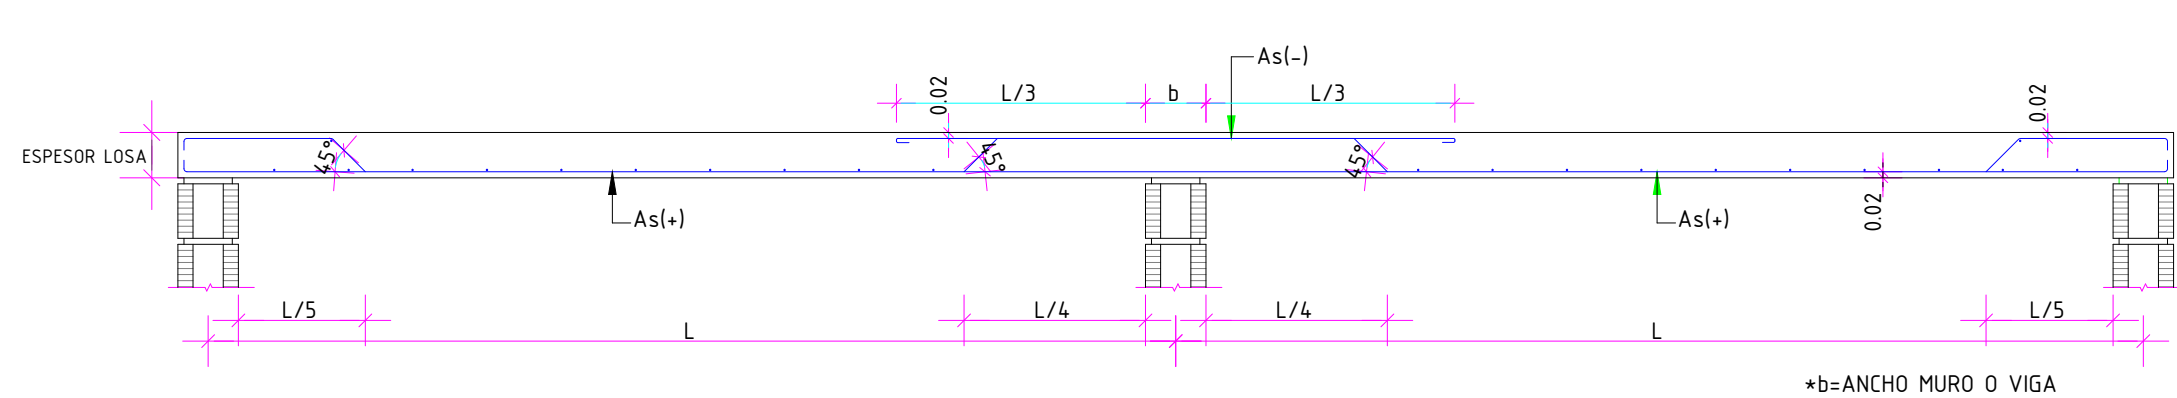 As(-)
0.02
L/3
b
L/3
0.02
ESPESOR LOSA
45°
45°
45°
As(+)
As(+)
0.02
L/5
L/4
L/4
L/5
L
L
*b=ANCHO MURO O VIGA